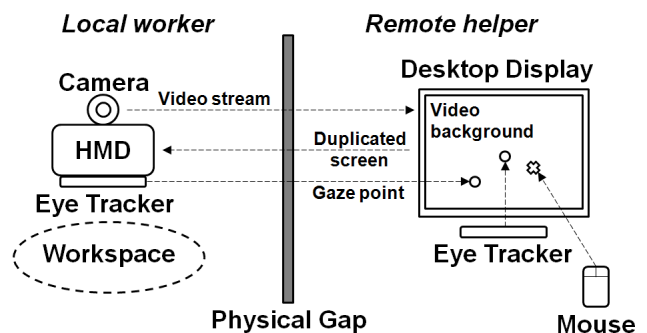 Local worker
Remote helper
Camera
Desktop Display
Video stream
Video
background
HMD
Duplicated
screen
Gaze point
Eye Tracker
Workspace
Eye Tracker
Physical Gap
Mouse